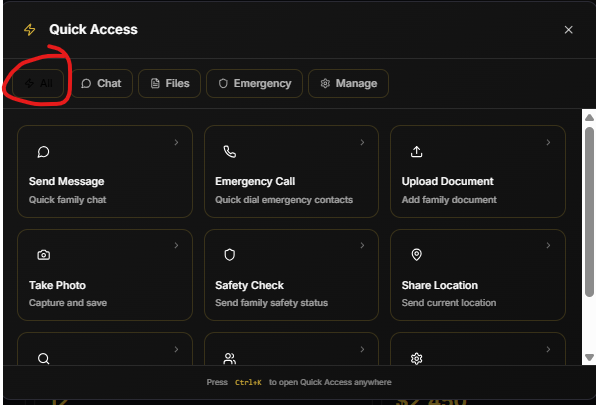 Quick Access
All
Chat
Files
Emergency
Manage
Send Message
Quick family chat
Emergency Call
Quick dial emergency contacts
Upload Document
Add family document
Take Photo
Capture and save
Safety Check
Send family safety status
Share Location
Send current location
Press Ctrl+K to open Quick Access anywhere